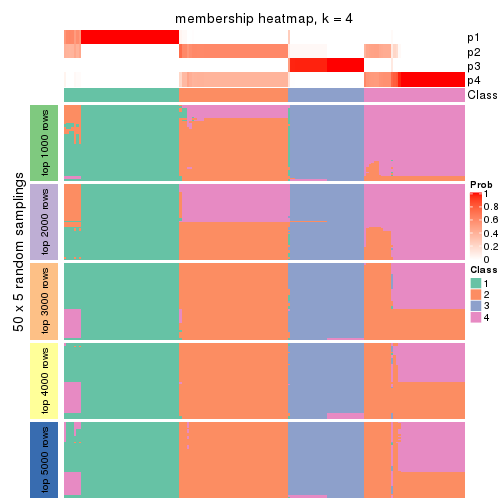 membership heatmap, k = 4
p1
p2
p3
p4
Class
50 x 5 random samplings
top 1000 rows
top 2000 rows
top 3000 rows
top 4000 rows
top 5000 rows
Prob
1
0.8
0.6
0.4
0.2
0
Class
1
2
3
4